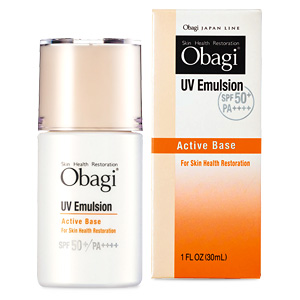 Skin Health Restoration
Obagi®
UV Emulsion
Active Base
For Skin Health Restoration
SPF 50+/PA++++
Obagi JAPAN LINE
Skin Health Restoration
Obagi®
UV Emulsion
SPF 50+
PA++++
Active Base
For Skin Health Restoration
1 FL OZ (30mL)